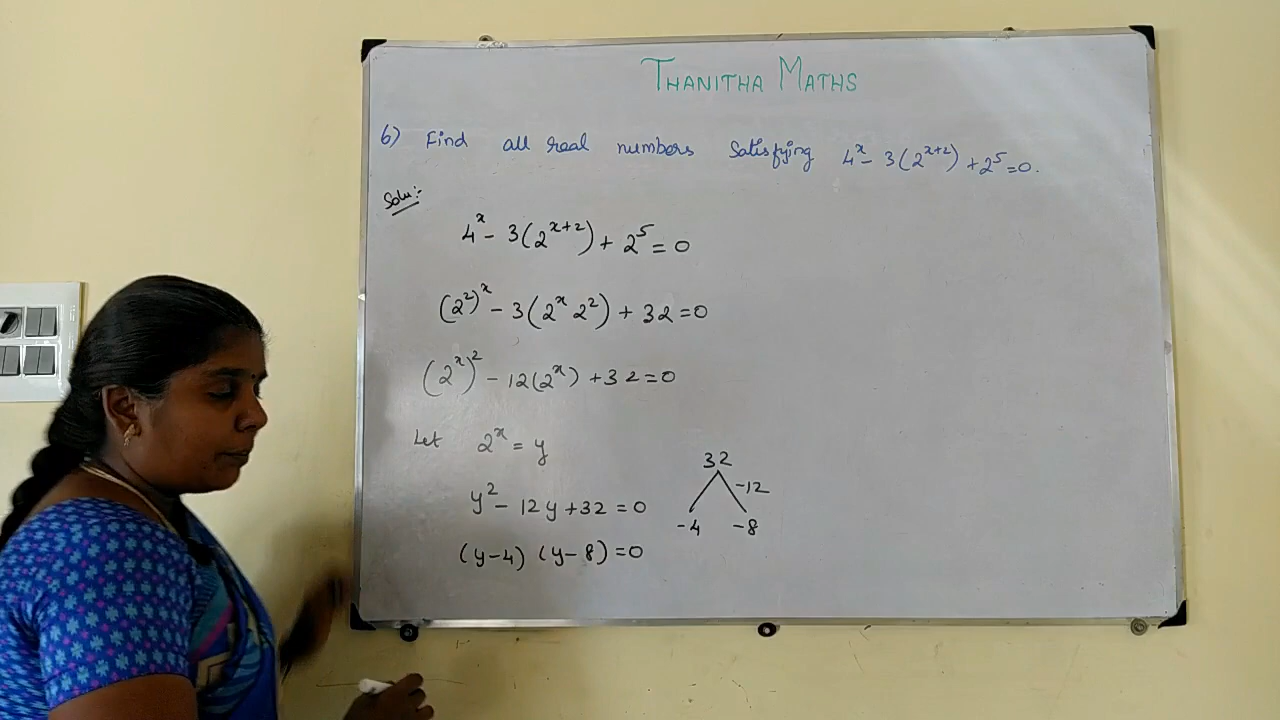 THANITHA MATHS
6) Find all real numbers satisfying 4^x - 3(2^{x+2}) + 2^5 = 0.
Solu:-
4^x - 3(2^{x+2}) + 2^5 = 0
(2^2)^x - 3(2^x 2^2) + 32 = 0
(2^x)^2 - 12(2^x) + 32 = 0
Let 2^x = y
y^2 - 12y + 32 = 0
(y-4) (y-8) = 0
32
-12
-4 -8